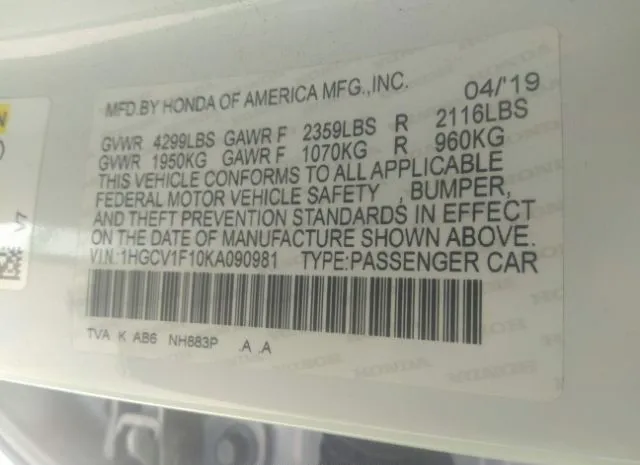 MFD.BY HONDA OF AMERICA MFG.,INC. 04/'19
GVWR 4299LBS GAWR F 2359LBS R 2116LBS
GVWR 1950KG GAWR F 1070KG R 960KG
THIS VEHICLE CONFORMS TO ALL APPLICABLE
FEDERAL MOTOR VEHICLE SAFETY , BUMPER,
AND THEFT PREVENTION STANDARDS IN EFFECT
ON THE DATE OF MANUFACTURE SHOWN ABOVE.
V.I.N.:1HGCV1F10KA090981 TYPE:PASSENGER CAR
TVA K AB6 NH883P .A .A
V7